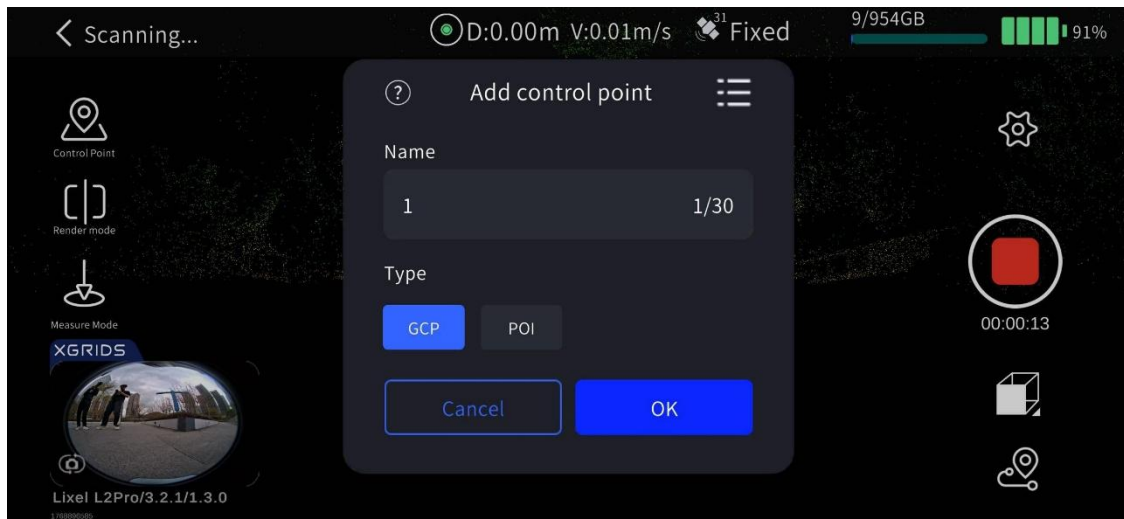 Scanning...
D:0.00m V:0.01m/s
31
Fixed
9/954GB
91%
Control Point
Render mode
Measure Mode
XGRIDS
Lixel L2Pro/3.2.1/1.3.0
?
Add control point
Name
1
1/30
Type
GCP
POI
Cancel
OK
00:00:13